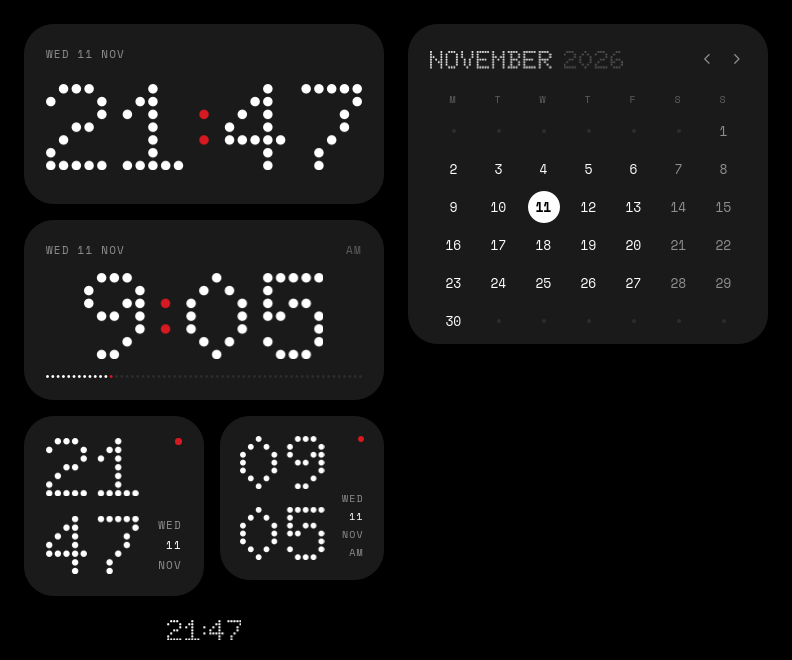 WED 11 NOV
21:47
WED 11 NOV AM
9:05
21
47
WED
11
NOV
09
05
WED
11
NOV
AM
21:47
NOVEMBER 2026 < >
M T W T F S S
1
2 3 4 5 6 7 8
9 10 11 12 13 14 15
16 17 18 19 20 21 22
23 24 25 26 27 28 29
30